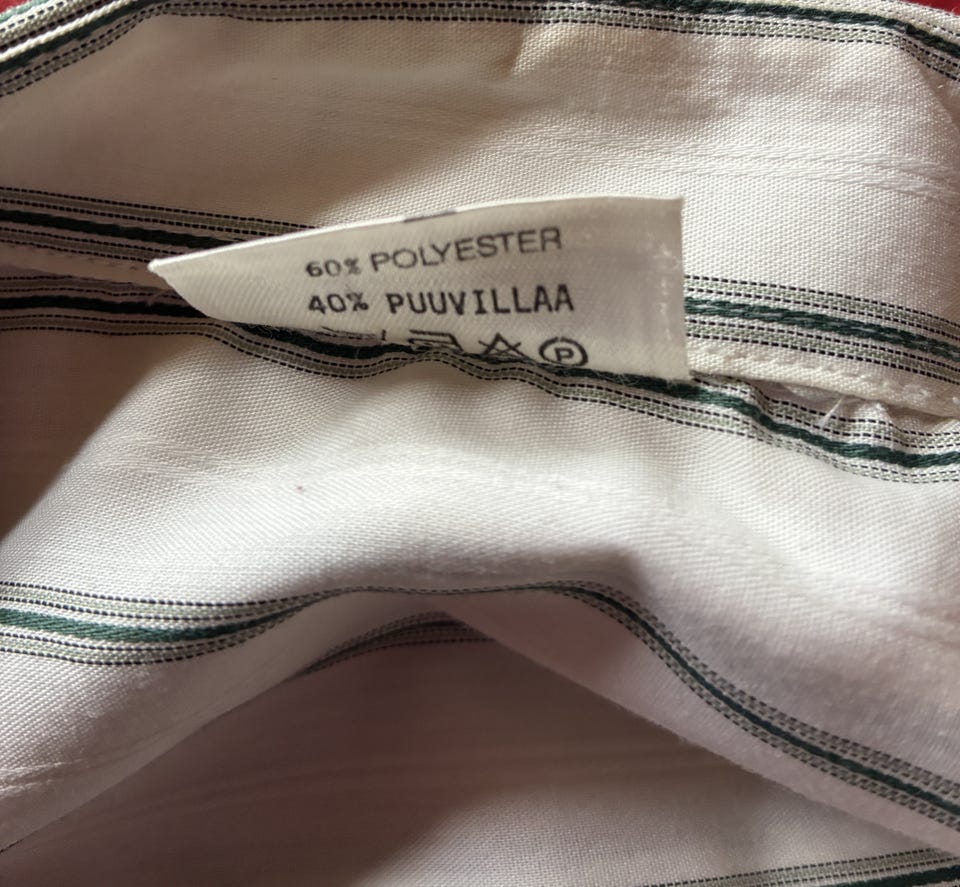 60% POLYESTER
40% PUUVILLAA
P